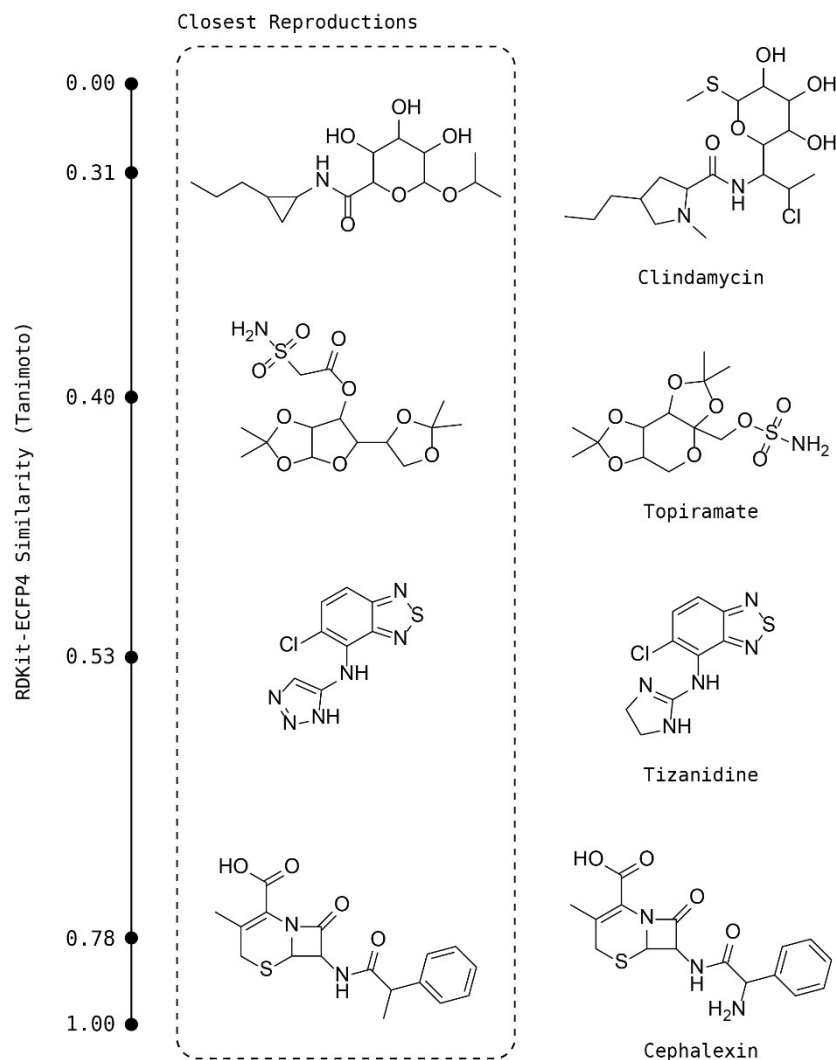 Closest Reproductions
RDKit-ECFP4 Similarity (Tanimoto)
0.00
0.31
0.40
0.53
0.78
1.00
OH
HO
OH
H
N
O
O
O
OH
S
OH
O
OH
O
N
H
N
Cl
Clindamycin
H2N
O
S
O
O
O
O
O
O
O
O
O
O
O
O
O
O
S
NH2
O
Topiramate
N
S
N
Cl
NH
N
N
NH
N
S
N
Cl
NH
N
NH
Tizanidine
HO
O
N
O
S
N
H
O
HO
O
N
O
S
N
H
O
H2N
Cephalexin